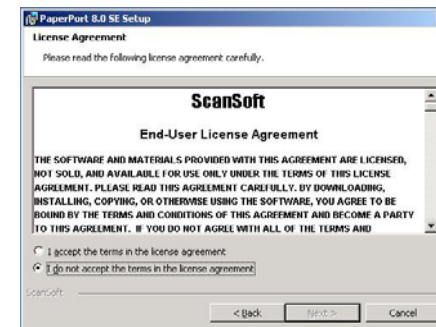 PaperPort 8.0 SE Setup
License Agreement
Please read the following license agreement carefully.
ScanSoft
End-User License Agreement
THE SOFTWARE AND MATERIALS PROVIDED WITH THIS AGREEMENT ARE LICENSED,
NOT SOLD, AND AVAILABLE FOR USE ONLY UNDER THE TERMS OF THIS LICENSE
AGREEMENT. PLEASE READ THIS AGREEMENT CAREFULLY. BY DOWNLOADING,
INSTALLING, COPYING, OR OTHERWISE USING THE SOFTWARE, YOU AGREE TO BE
BOUND BY THE TERMS AND CONDITIONS OF THIS AGREEMENT AND BECOME A PARTY
TO THIS AGREEMENT. IF YOU DO NOT AGREE WITH ALL OF THE TERMS AND
I accept the terms in the license agreement
I do not accept the terms in the license agreement
ScanSoft
< Back Next > Cancel